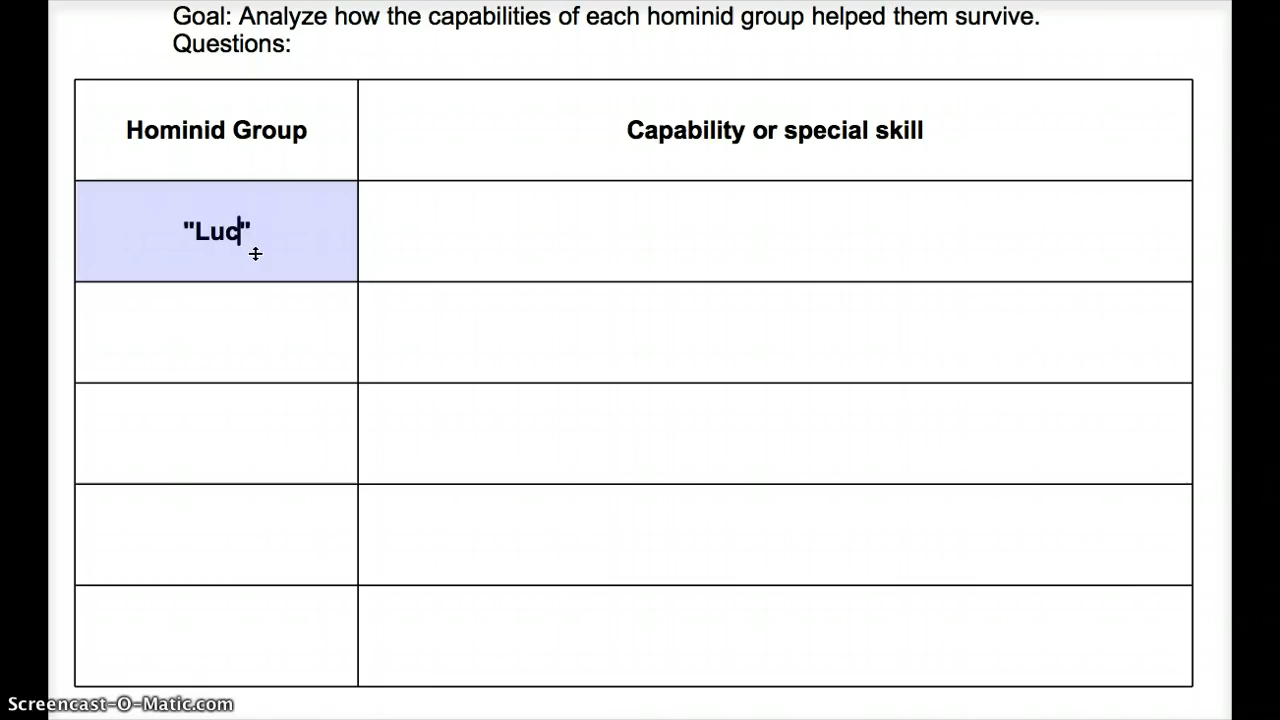 Goal: Analyze how the capabilities of each hominid group helped them survive.
Questions:
Hominid Group
Capability or special skill
"Luc"
Screencast-O-Matic.com